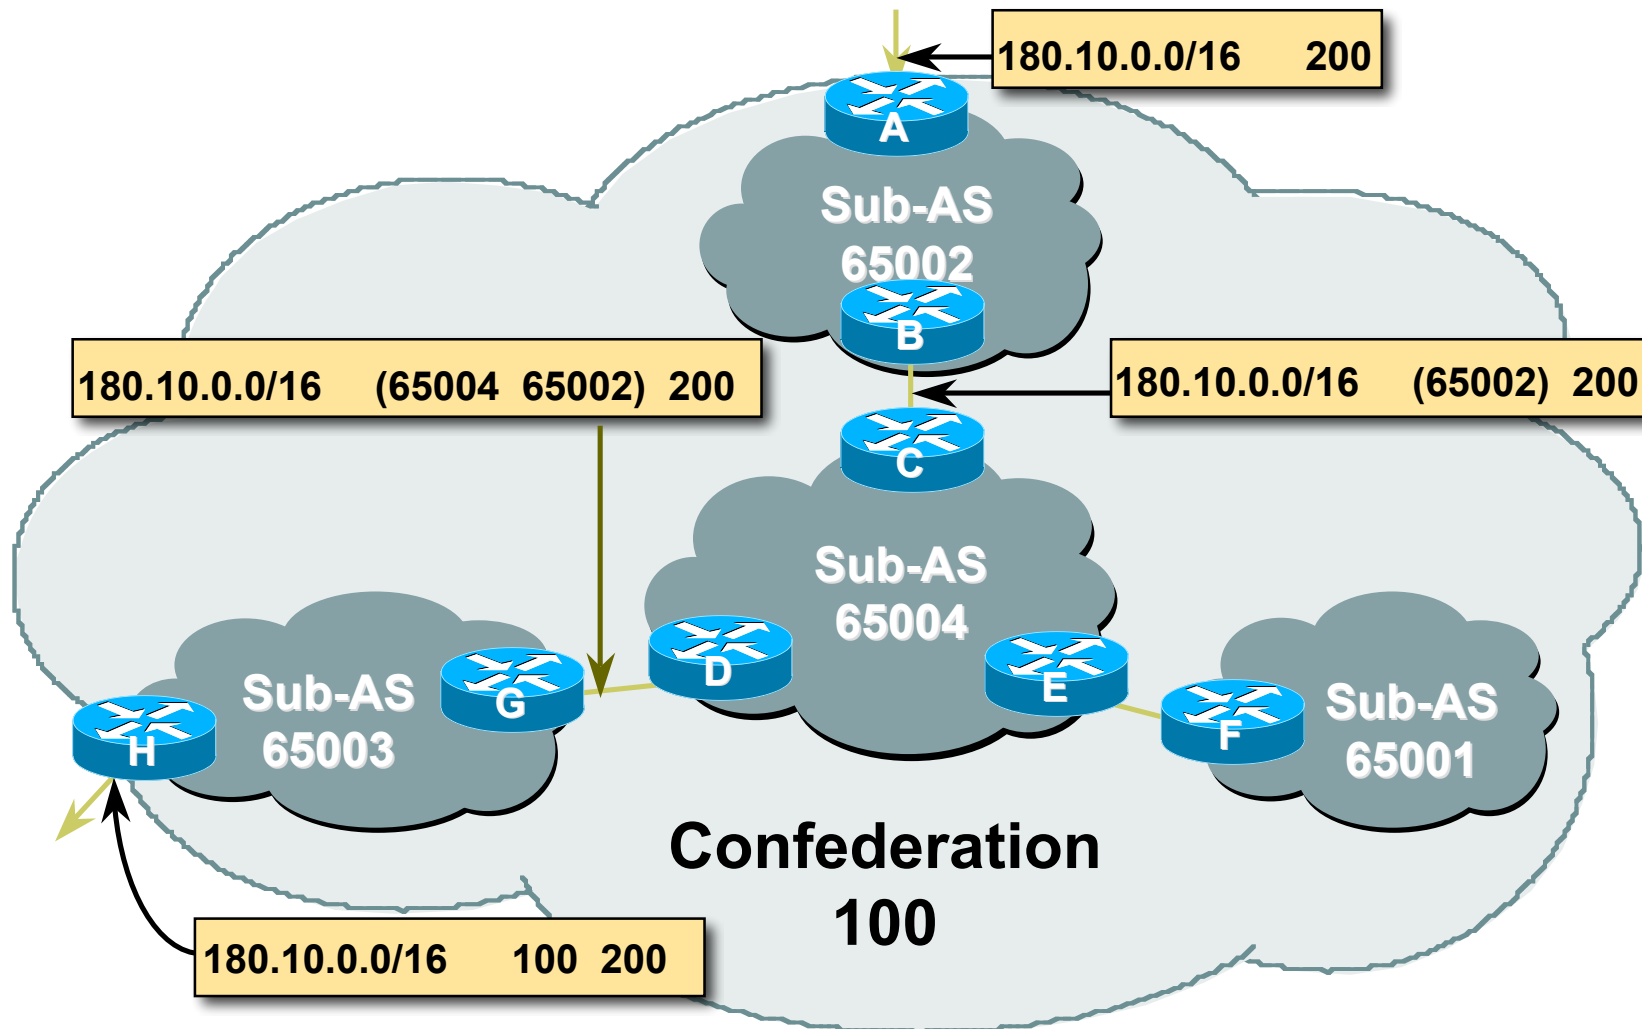 180.10.0.0/16 200
A
Sub-AS
65002
B
180.10.0.0/16 (65004 65002) 200
180.10.0.0/16 (65002) 200
C
Sub-AS
65004
D
E
Sub-AS
65003
G
H
F
Sub-AS
65001
Confederation
100
180.10.0.0/16 100 200